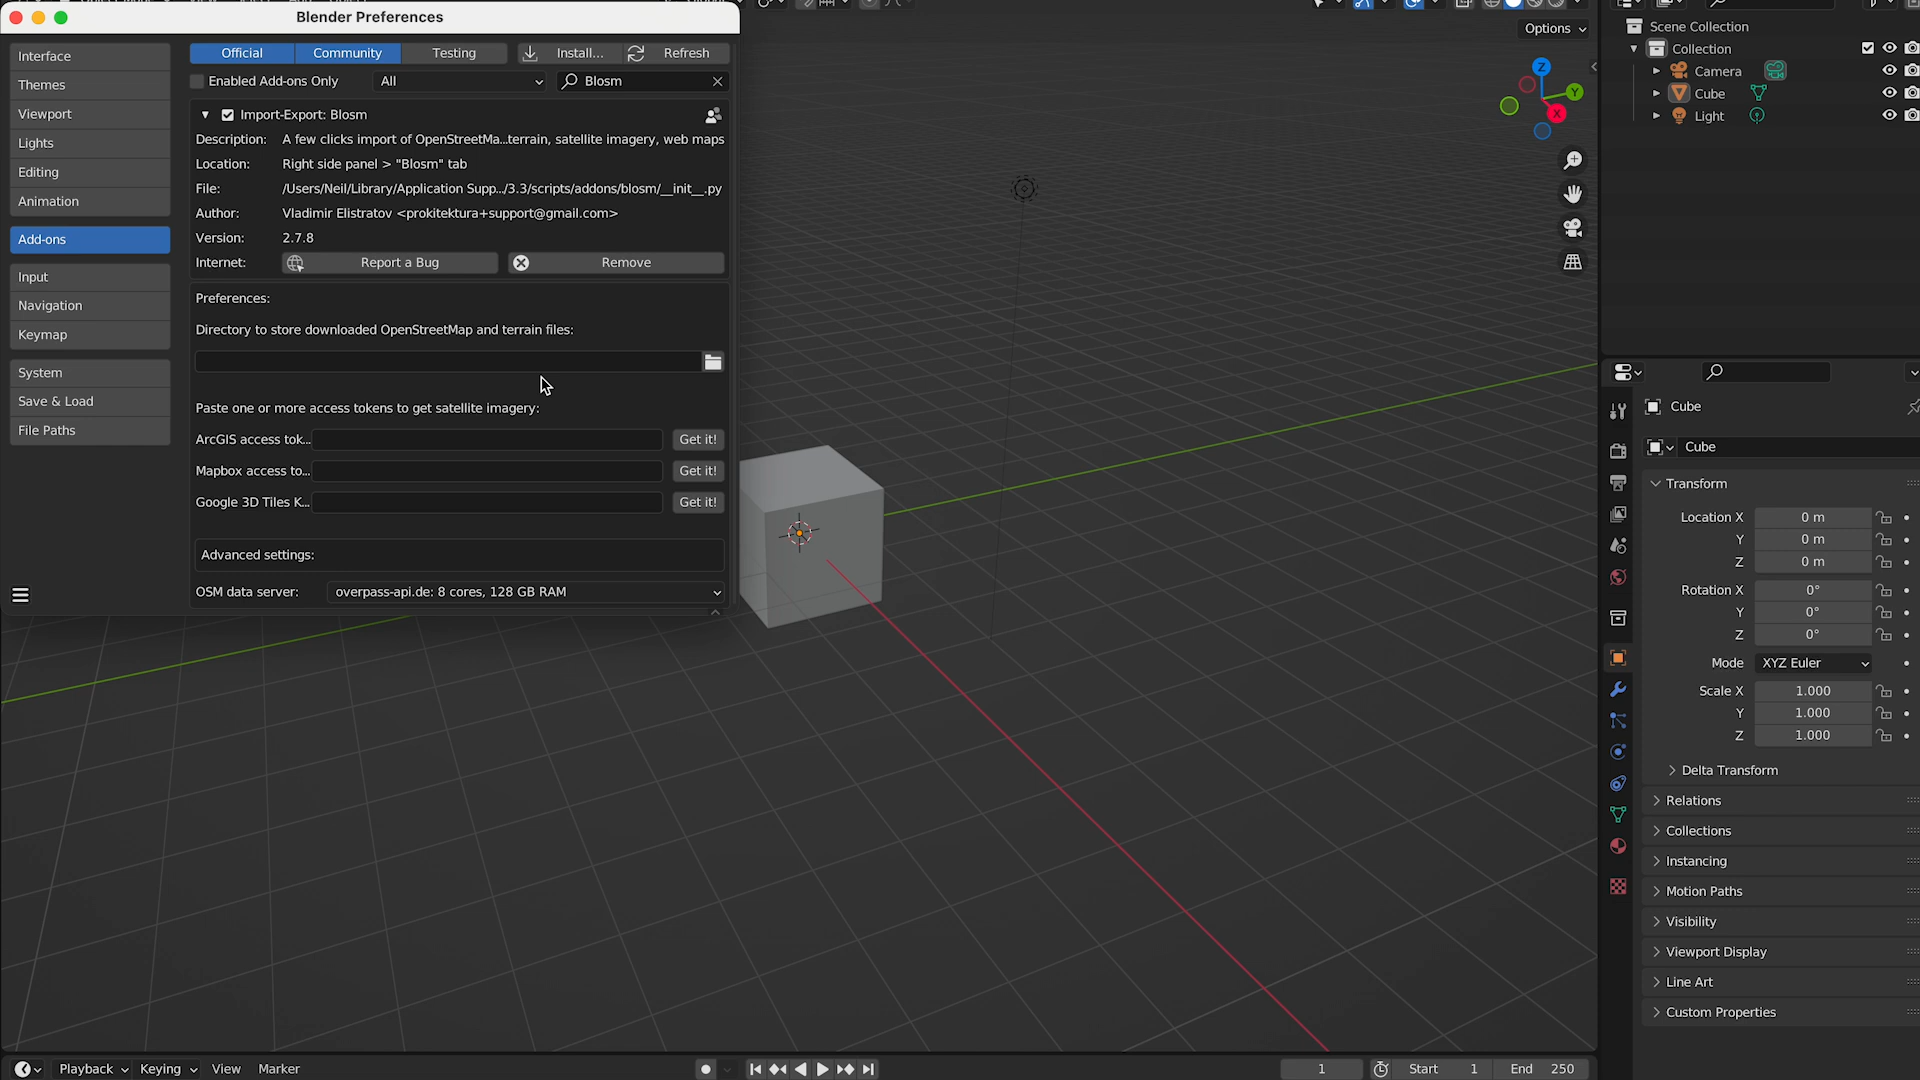 Blender Preferences
Interface
Themes
Viewport
Lights
Editing
Animation
Add-ons
Input
Navigation
Keymap
System
Save & Load
File Paths
Official Community Testing Install... Refresh
Enabled Add-ons Only All Blosm
Import-Export: Blosm
Description: A few clicks import of OpenStreetMa...terrain, satellite imagery, web maps
Location: Right side panel > "Blosm" tab
File: /Users/Neil/Library/Application Supp.../3.3/scripts/addons/blosm/__init__.py
Author: Vladimir Elistratov <prokitektura+support@gmail.com>
Version: 2.7.8
Internet: Report a Bug Remove
Preferences:
Directory to store downloaded OpenStreetMap and terrain files:
Paste one or more access tokens to get satellite imagery:
ArcGIS access tok... Get it!
Mapbox access to... Get it!
Google 3D Tiles K... Get it!
Advanced settings:
OSM data server: overpass-api.de: 8 cores, 128 GB RAM
Options
Z
Y
X
Scene Collection
Collection
Camera
Cube
Light
Cube
Cube
Transform
Location X 0 m
Y 0 m
Z 0 m
Rotation X 0°
Y 0°
Z 0°
Mode XYZ Euler
Scale X 1.000
Y 1.000
Z 1.000
Delta Transform
Relations
Collections
Instancing
Motion Paths
Visibility
Viewport Display
Line Art
Custom Properties
Playback Keying View Marker 1 Start 1 End 250